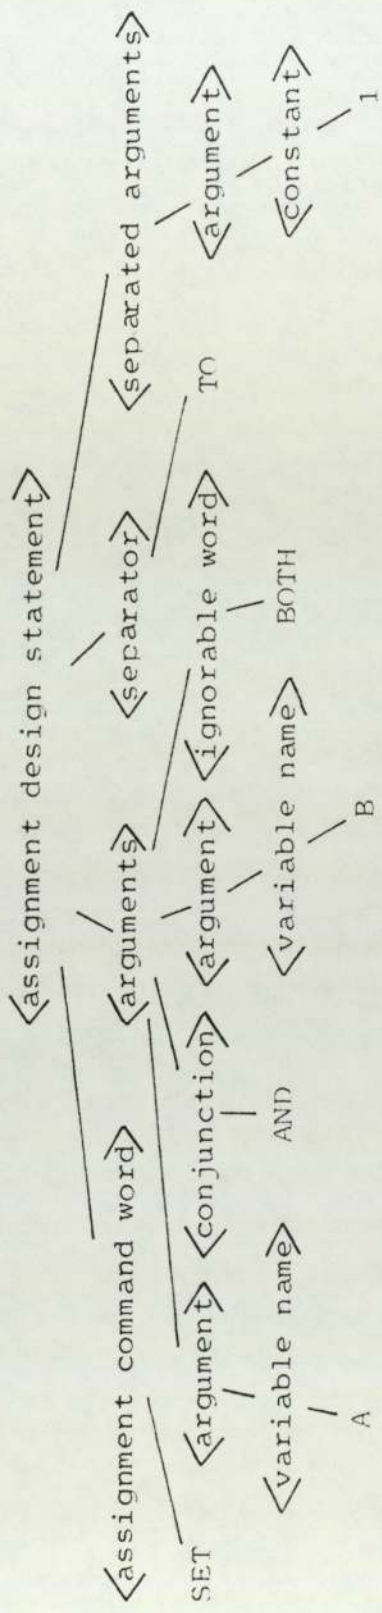 <assignment design statement>
<assignment command word> <arguments> <separator> <separated arguments>
SET <argument> <conjunction> <argument> <ignorable word> TO <argument>
<variable name> AND <variable name> BOTH <constant>
A B 1